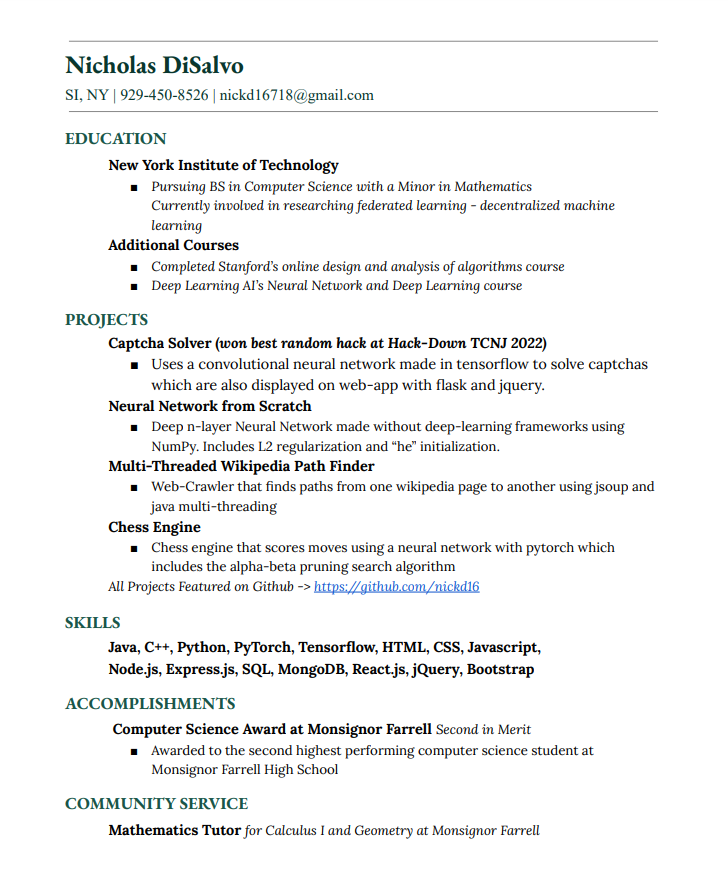 Nicholas DiSalvo
SI, NY | 929-450-8526 | nickd16718@gmail.com
EDUCATION
New York Institute of Technology
■ Pursuing BS in Computer Science with a Minor in Mathematics
Currently involved in researching federated learning - decentralized machine
learning
Additional Courses
■ Completed Stanford's online design and analysis of algorithms course
■ Deep Learning AI's Neural Network and Deep Learning course
PROJECTS
Captcha Solver (won best random hack at Hack-Down TCNJ 2022)
■ Uses a convolutional neural network made in tensorflow to solve captchas
which are also displayed on web-app with flask and jquery.
Neural Network from Scratch
■ Deep n-layer Neural Network made without deep-learning frameworks using
NumPy. Includes L2 regularization and “he” initialization.
Multi-Threaded Wikipedia Path Finder
■ Web-Crawler that finds paths from one wikipedia page to another using jsoup and
java multi-threading
Chess Engine
■ Chess engine that scores moves using a neural network with pytorch which
includes the alpha-beta pruning search algorithm
All Projects Featured on Github -> https://github.com/nickd16
SKILLS
Java, C++, Python, PyTorch, Tensorflow, HTML, CSS, Javascript,
Node.js, Express.js, SQL, MongoDB, React.js, jQuery, Bootstrap
ACCOMPLISHMENTS
Computer Science Award at Monsignor Farrell Second in Merit
■ Awarded to the second highest performing computer science student at
Monsignor Farrell High School
COMMUNITY SERVICE
Mathematics Tutor for Calculus I and Geometry at Monsignor Farrell